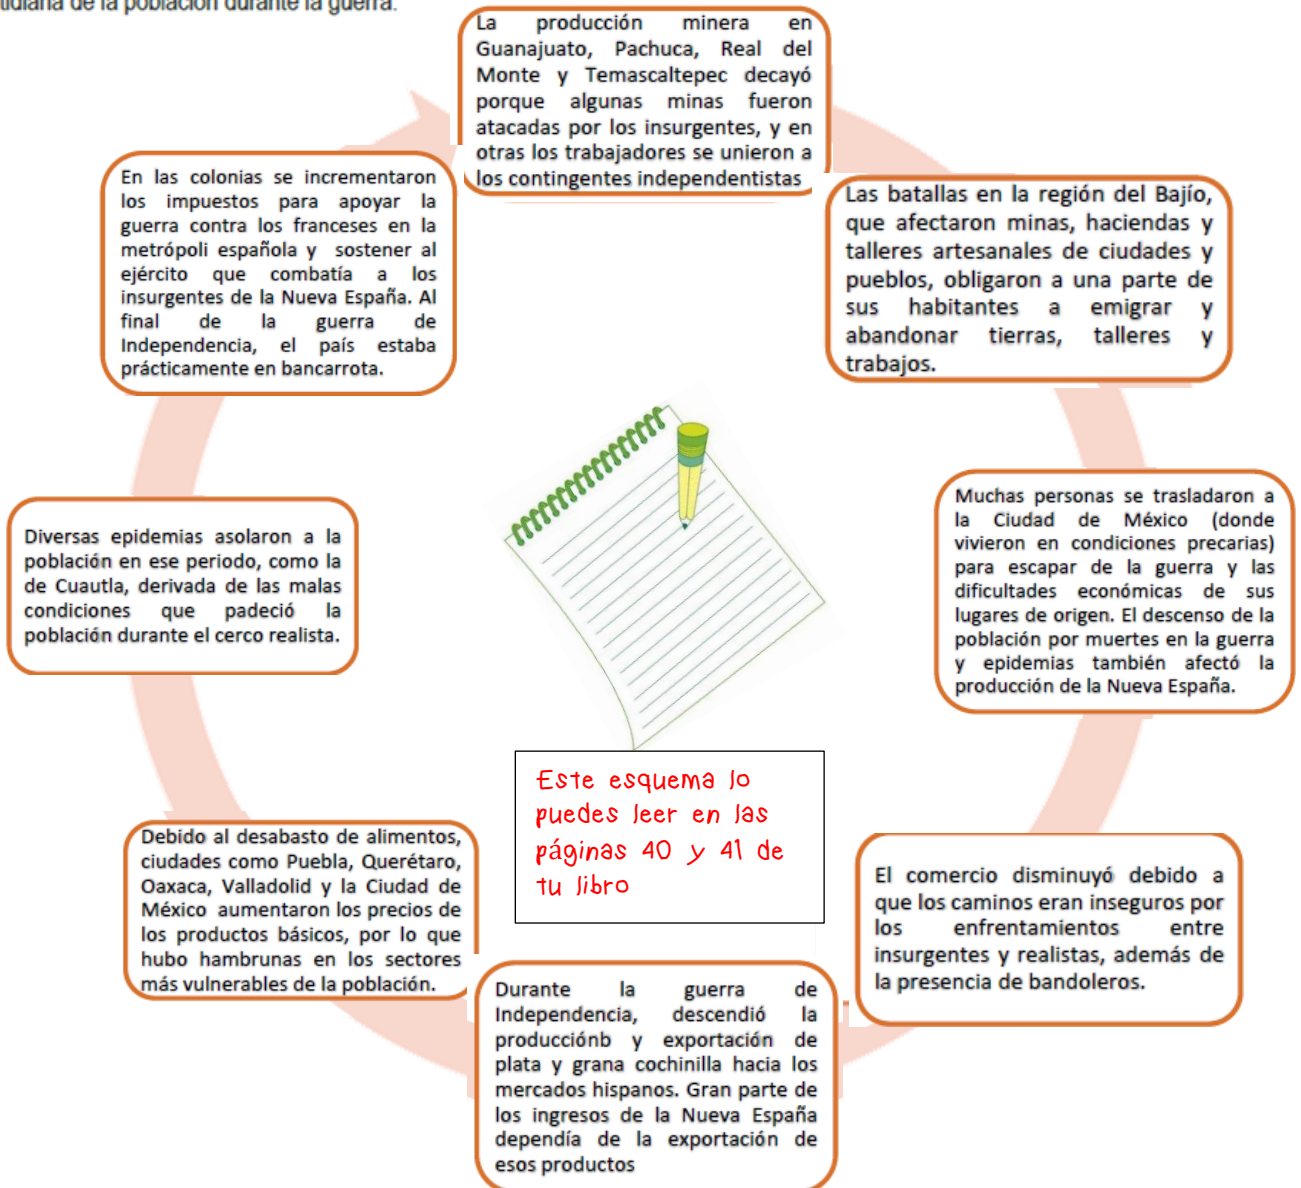 de la población durante la guerra.
La producción minera en
Guanajuato, Pachuca, Real del
Monte y Temascaltepec decayó
porque algunas minas fueron
atacadas por los insurgentes, y en
otras los trabajadores se unieron a
los contingentes independentistas
Las batallas en la región del Bajío,
que afectaron minas, haciendas y
talleres artesanales de ciudades y
pueblos, obligaron a una parte de
sus habitantes a emigrar y
abandonar tierras, talleres y
trabajos.
Muchas personas se trasladaron a
la Ciudad de México (donde
vivieron en condiciones precarias)
para escapar de la guerra y las
dificultades económicas de sus
lugares de origen. El descenso de la
población por muertes en la guerra
y epidemias también afectó la
producción de la Nueva España.
El comercio disminuyó debido a
que los caminos eran inseguros por
los enfrentamientos entre
insurgentes y realistas, además de
la presencia de bandoleros.
Durante la guerra de
Independencia, descendió la
producciónb y exportación de
plata y grana cochinilla hacia los
mercados hispanos. Gran parte de
los ingresos de la Nueva España
dependía de la exportación de
esos productos
Debido al desabasto de alimentos,
ciudades como Puebla, Querétaro,
Oaxaca, Valladolid y la Ciudad de
México aumentaron los precios de
los productos básicos, por lo que
hubo hambrunas en los sectores
más vulnerables de la población.
Diversas epidemias asolaron a la
población en ese periodo, como la
de Cuautla, derivada de las malas
condiciones que padeció la
población durante el cerco realista.
En las colonias se incrementaron
los impuestos para apoyar la
guerra contra los franceses en la
metrópoli española y sostener al
ejército que combatía a los
insurgentes de la Nueva España. Al
final de la guerra de
Independencia, el país estaba
prácticamente en bancarrota.
Este esquema lo
puedes leer en las
páginas 40 y 41 de
tu libro